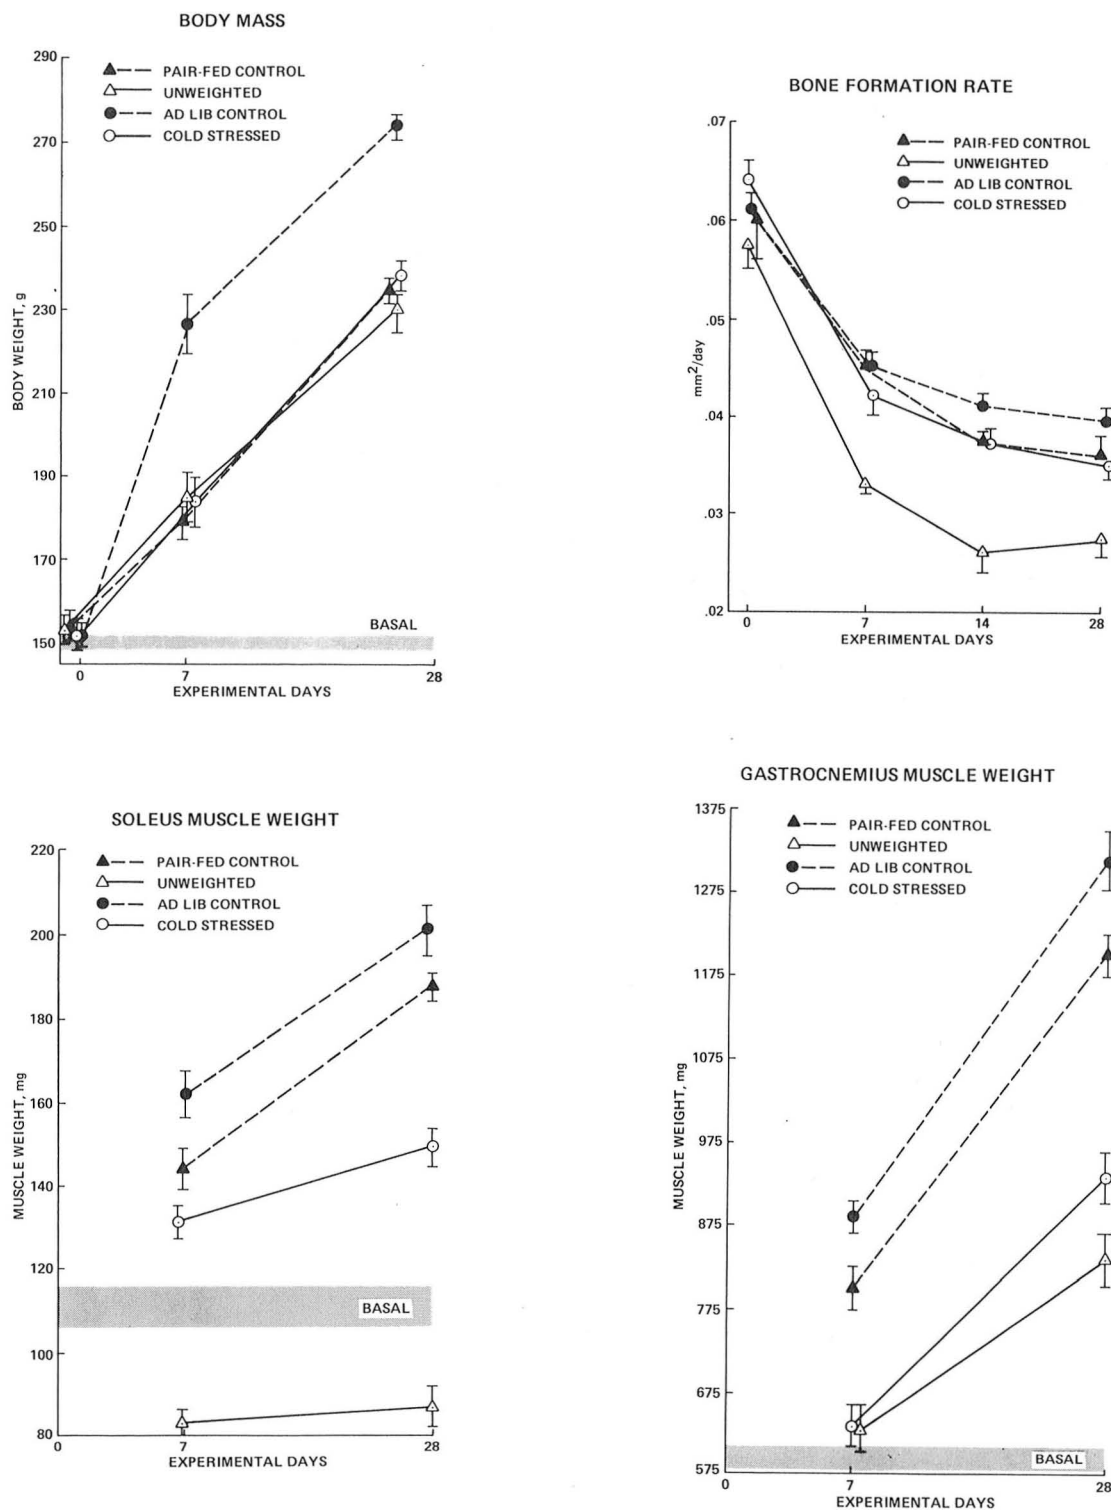 BODY MASS
290
270
250
230
210
190
170
150
BODY WEIGHT, g
PAIR-FED CONTROL
UNWEIGHTED
AD LIB CONTROL
COLD STRESSED
BASAL
0
7
28
EXPERIMENTAL DAYS
BONE FORMATION RATE
.07
.06
.05
.04
.03
.02
mm²/day
PAIR-FED CONTROL
UNWEIGHTED
AD LIB CONTROL
COLD STRESSED
0
7
14
28
EXPERIMENTAL DAYS
SOLEUS MUSCLE WEIGHT
220
200
180
160
140
120
100
80
MUSCLE WEIGHT, mg
PAIR-FED CONTROL
UNWEIGHTED
AD LIB CONTROL
COLD STRESSED
BASAL
0
7
28
EXPERIMENTAL DAYS
GASTROCNEMIUS MUSCLE WEIGHT
1375
1275
1175
1075
975
875
775
675
575
MUSCLE WEIGHT, mg
PAIR-FED CONTROL
UNWEIGHTED
AD LIB CONTROL
COLD STRESSED
BASAL
0
7
28
EXPERIMENTAL DAYS